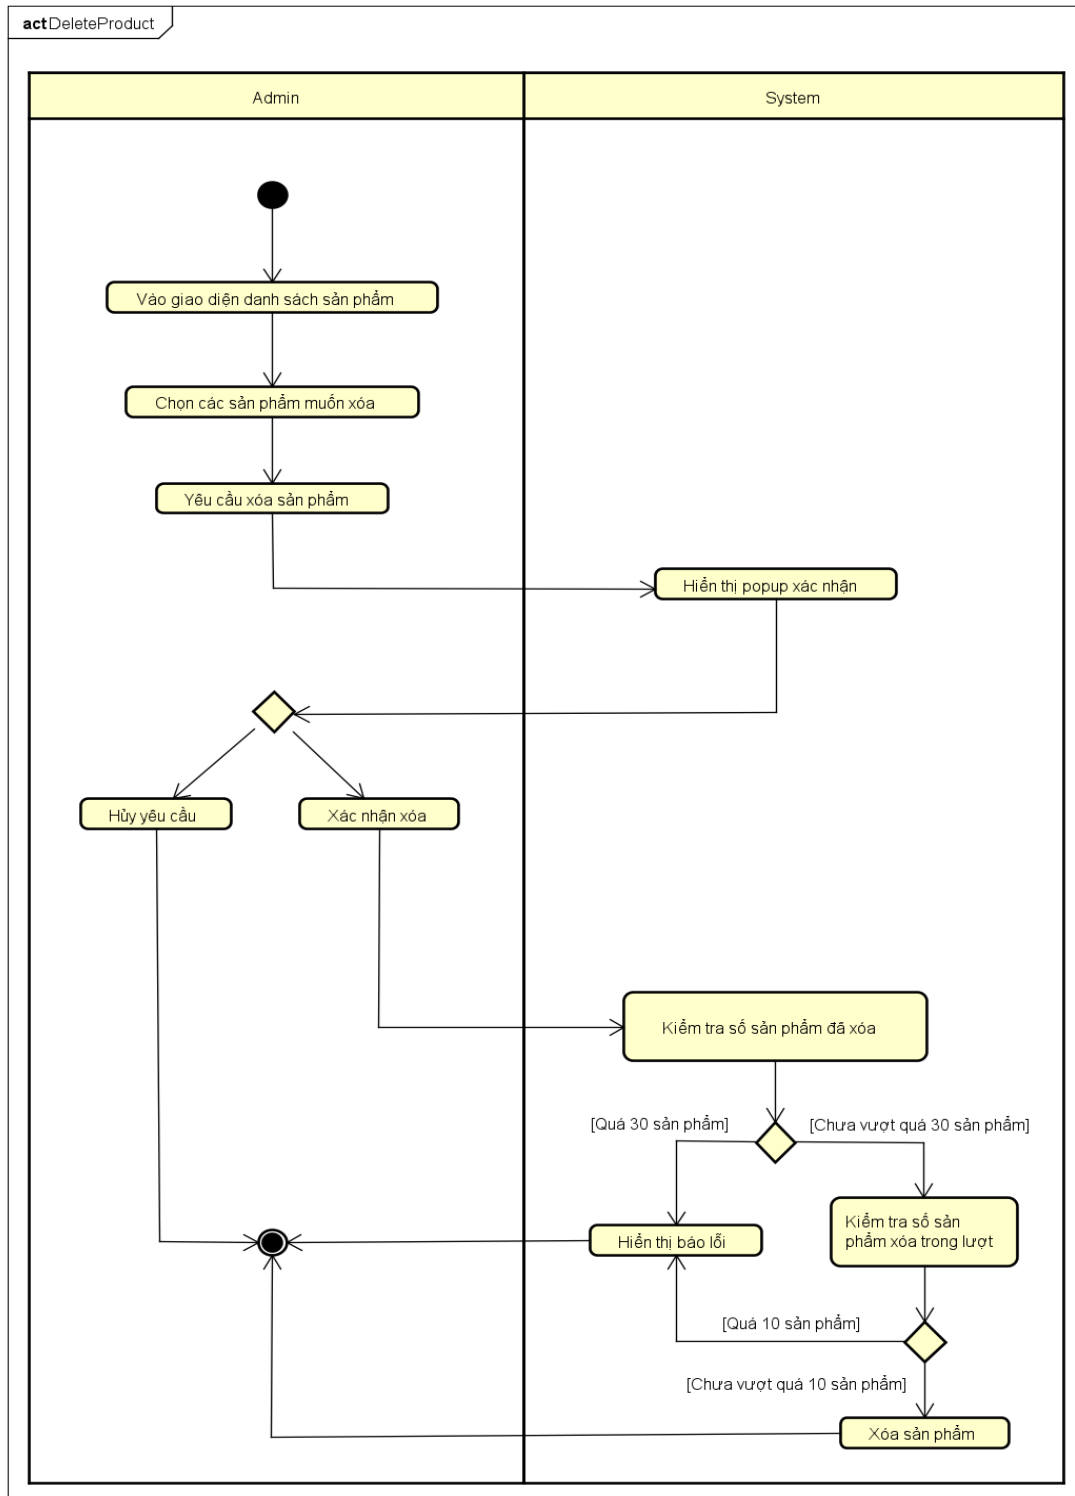 act DeleteProduct
Admin
System
Vào giao diện danh sách sản phẩm
Chọn các sản phẩm muốn xóa
Yêu cầu xóa sản phẩm
Hiển thị popup xác nhận
Hủy yêu cầu
Xác nhận xóa
Kiểm tra số sản phẩm đã xóa
[Quá 30 sản phẩm]
[Chưa vượt quá 30 sản phẩm]
Kiểm tra số sản
phẩm xóa trong lượt
Hiển thị báo lỗi
[Quá 10 sản phẩm]
[Chưa vượt quá 10 sản phẩm]
Xóa sản phẩm